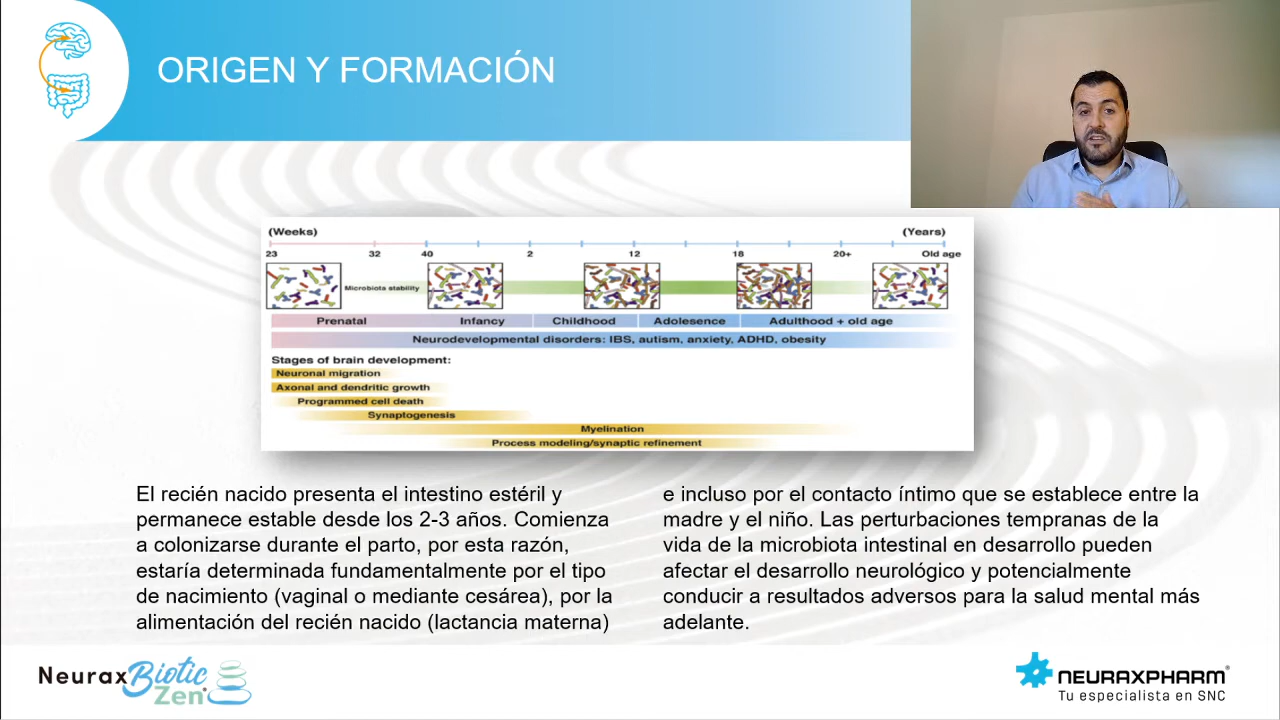 ORIGEN Y FORMACIÓN
(Weeks) (Years)
23 32 40 2 12 18 20+ Old age
Microbiota stability
Prenatal Infancy Childhood Adolesence Adulthood + old age
Neurodevelopmental disorders: IBS, autism, anxiety, ADHD, obesity
Stages of brain development:
Neuronal migration
Axonal and dendritic growth
Programmed cell death
Synaptogenesis
Myelination
Process modeling/synaptic refinement
El recién nacido presenta el intestino estéril y
permanece estable desde los 2-3 años. Comienza
a colonizarse durante el parto, por esta razón,
estaría determinada fundamentalmente por el tipo
de nacimiento (vaginal o mediante cesárea), por la
alimentación del recién nacido (lactancia materna)
e incluso por el contacto íntimo que se establece entre la
madre y el niño. Las perturbaciones tempranas de la
vida de la microbiota intestinal en desarrollo pueden
afectar el desarrollo neurológico y potencialmente
conducir a resultados adversos para la salud mental más
adelante.
NeuraxBiotic
Zen®
NEURAXPHARM®
Tu especialista en SNC